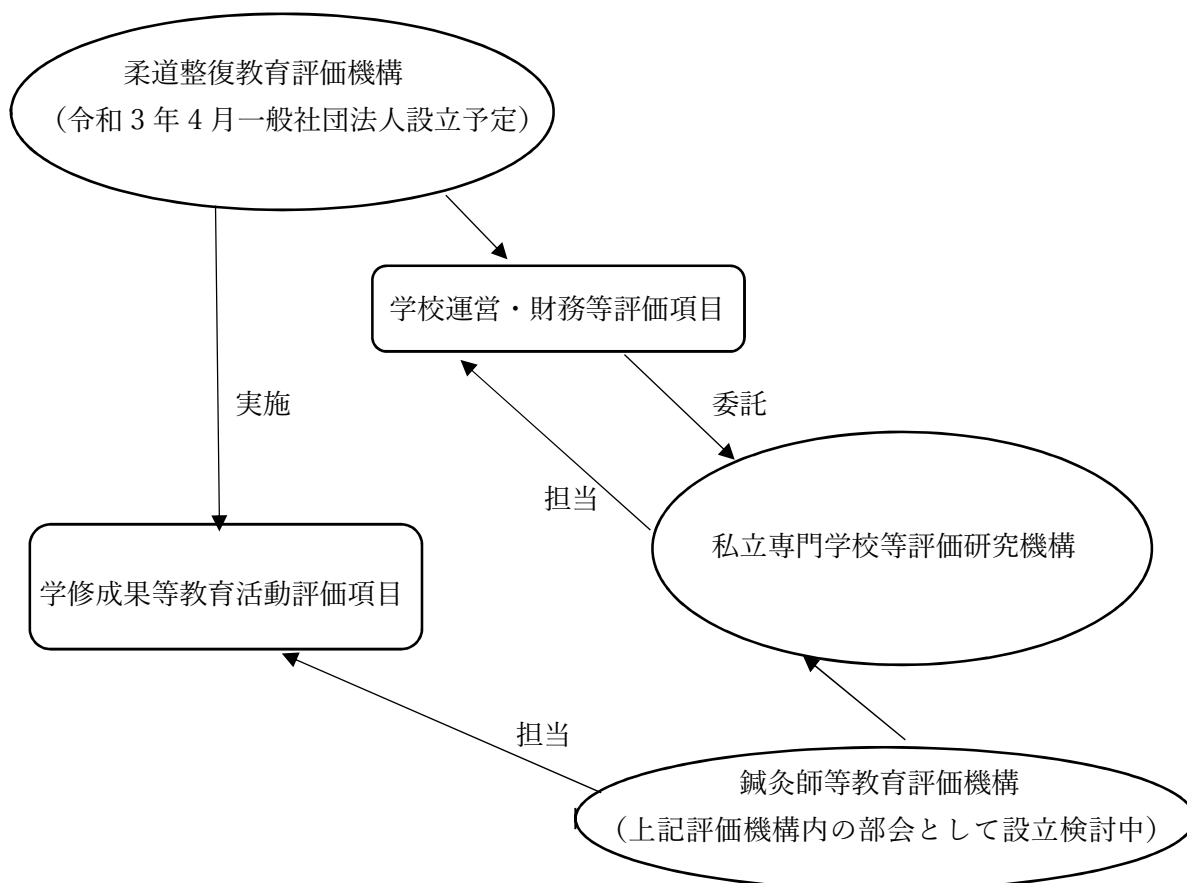 柔道整復教育評価機構
（令和 3 年 4 月一般社団法人設立予定）
学校運営・財務等評価項目
実施
委託
担当
私立専門学校等評価研究機構
学修成果等教育活動評価項目
担当
鍼灸師等教育評価機構
（上記評価機構内の部会として設立検討中）